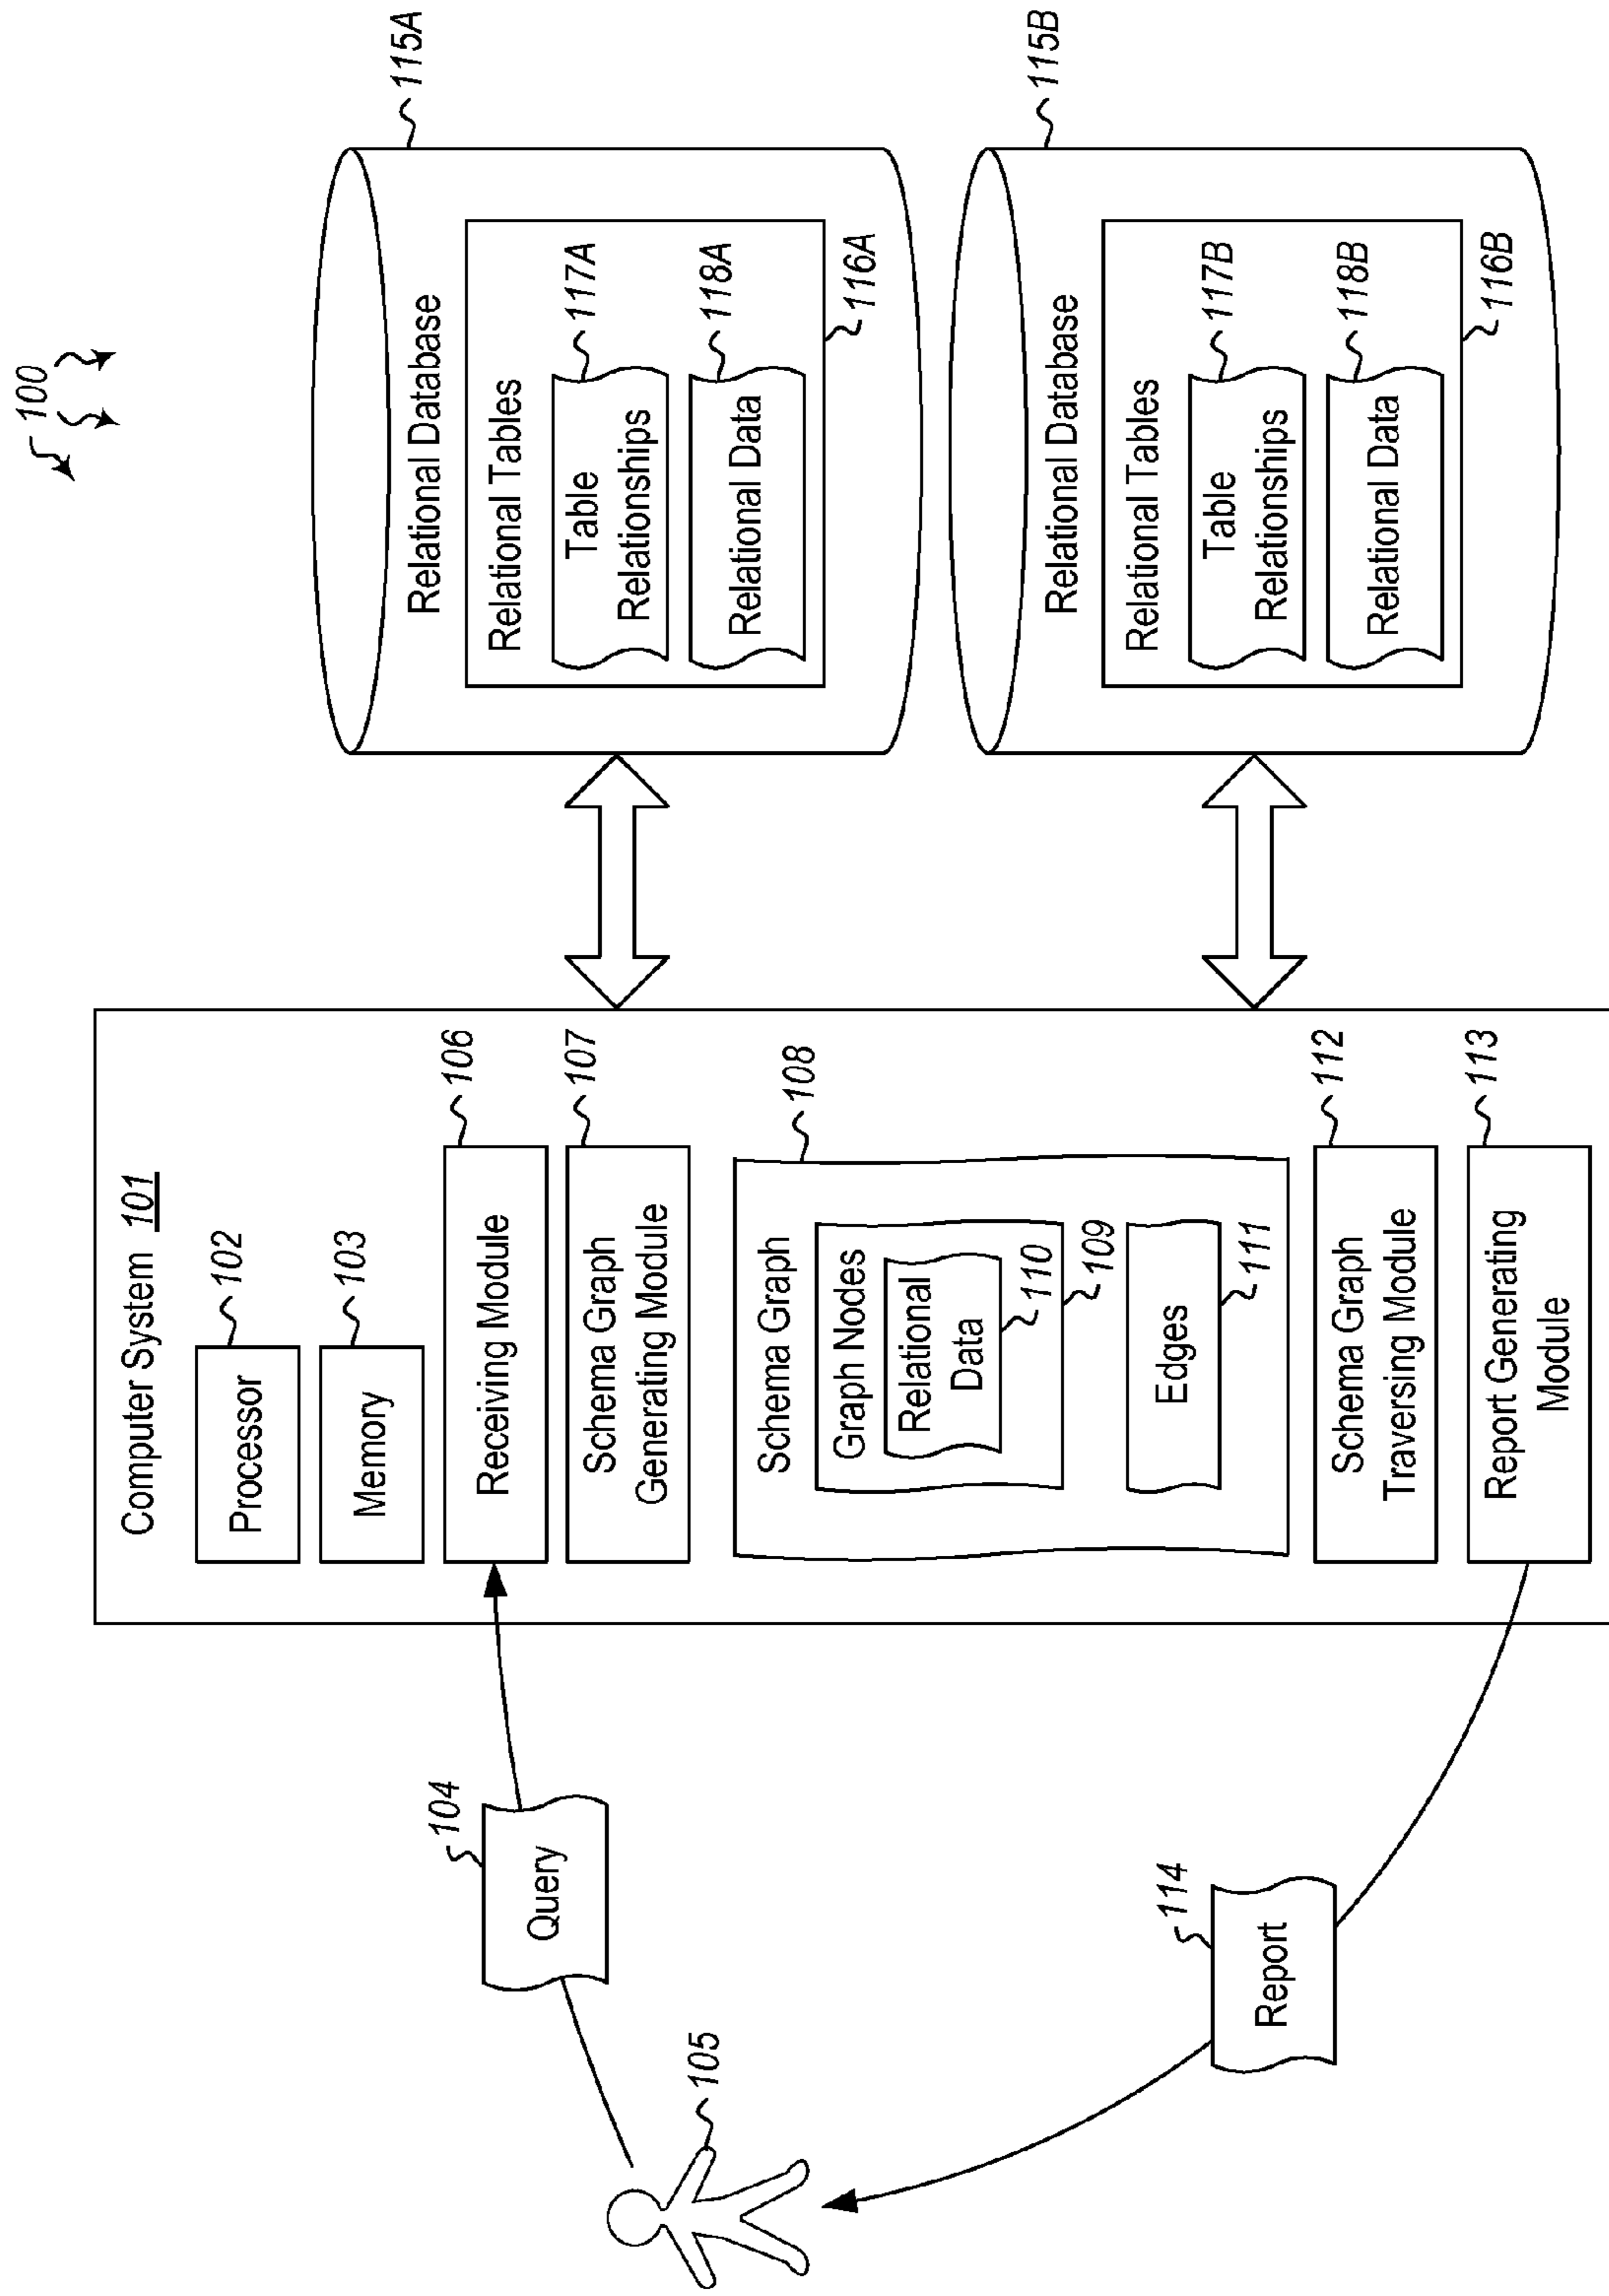 100
Computer System 101
Processor
102
Memory
103
Receiving Module
106
Schema Graph
Generating Module
107
Schema Graph
108
Graph Nodes
Relational
Data
110
109
Edges
111
Schema Graph
Traversing Module
112
Report Generating
Module
113
Query
104
105
Report
114
Relational Database
115A
Relational Tables
Table
Relationships
117A
Relational Data
118A
116A
Relational Database
115B
Relational Tables
Table
Relationships
117B
Relational Data
118B
116B